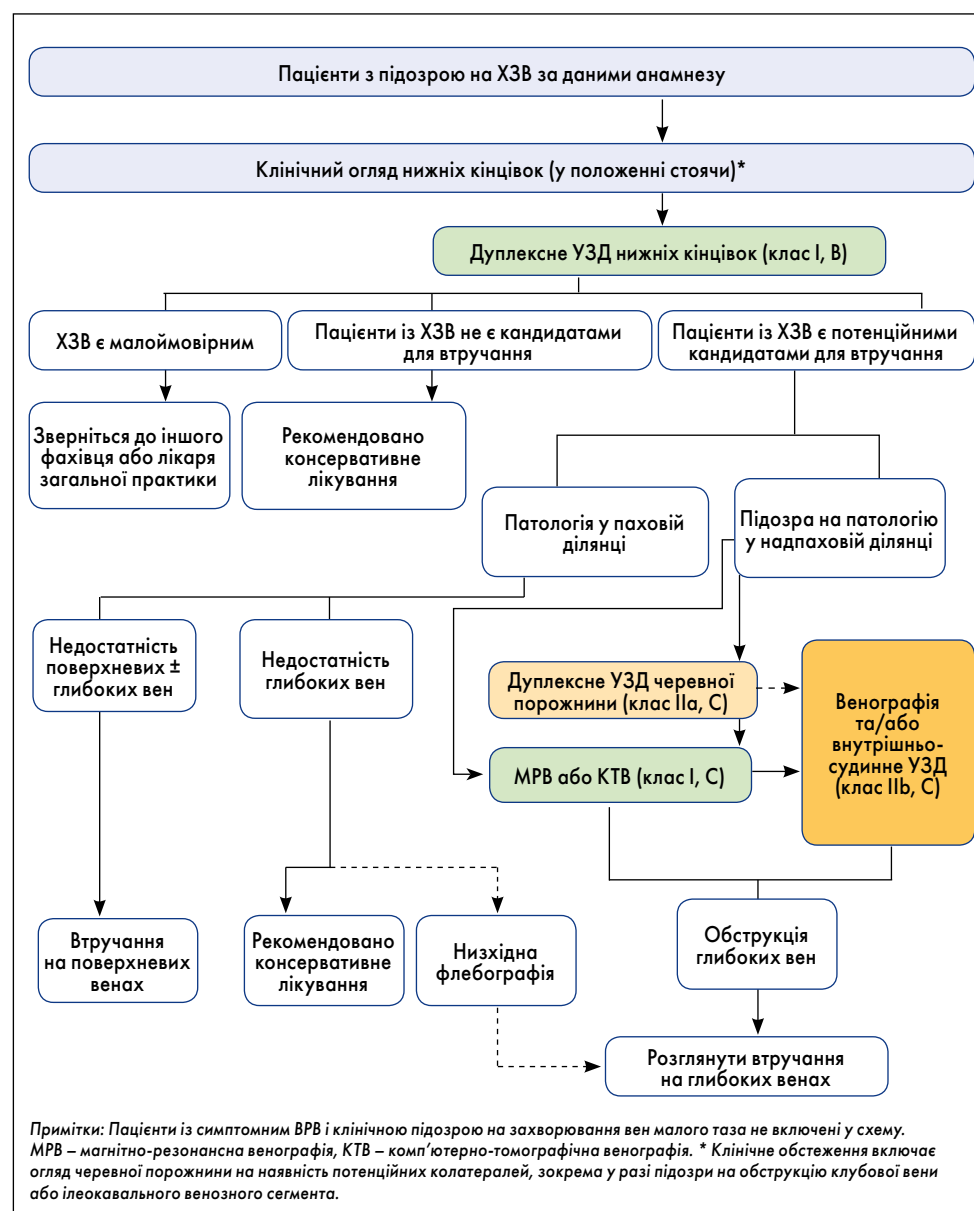 Пацієнти з підозрою на ХЗВ за даними анамнезу
Клінічний огляд нижніх кінцівок (у положенні стоячи)*
Дуплексне УЗД нижніх кінцівок (клас I, B)
ХЗВ є малоймовірним
Пацієнти із ХЗВ не є кандидатами
для втручання
Пацієнти із ХЗВ є потенційними
кандидатами для втручання
Зверніться до іншого
фахівця або лікаря
загальної практики
Рекомендовано
консервативне
лікування
Патологія у паховій
ділянці
Підозра на патологію
у надпаховій ділянці
Недостатність
поверхневих ±
глибоких вен
Недостатність
глибоких вен
Дуплексне УЗД черевної
порожнини (клас IIa, C)
МРВ або КТВ (клас I, C)
Венографія
та/або
внутрішньо-
судинне УЗД
(клас IIb, C)
Втручання
на поверхневих
венах
Рекомендовано
консервативне
лікування
Низхідна
флебографія
Обструкція
глибоких вен
Розглянути втручання
на глибоких венах
Примітки: Пацієнти із симптомним ВРВ і клінічною підозрою на захворювання вен малого таза не включені у схему.
МРВ – магнітно-резонансна венографія, КТВ – комп’ютерно-томографічна венографія. * Клінічне обстеження включає
огляд черевної порожнини на наявність потенційних колатералей, зокрема у разі підозри на обструкцію клубової вени
або ілеокавального венозного сегмента.